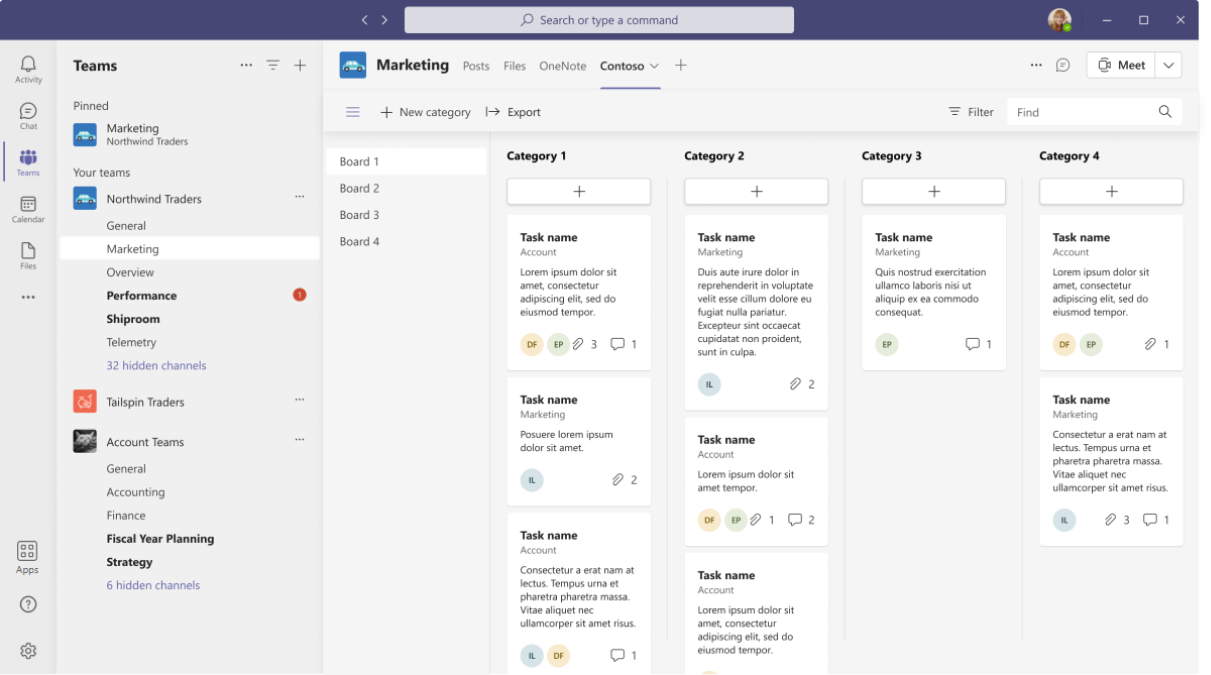 Search or type a command
Activity
Chat
Teams
Calendar
Files
Apps
Teams
Pinned
Marketing
Northwind Traders
Your teams
Northwind Traders
General
Marketing
Overview
Performance
1
Shiproom
Telemetry
32 hidden channels
Tailspin Traders
Account Teams
General
Accounting
Finance
Fiscal Year Planning
Strategy
6 hidden channels
Marketing Posts Files OneNote Contoso
Meet
New category Export
Filter Find
Board 1
Board 2
Board 3
Board 4
Category 1
Task name
Account
Lorem ipsum dolor sit
amet, consectetur
adipiscing elit, sed do
eiusmod tempor.
DF EP 3 1
Task name
Marketing
Posuere lorem ipsum
dolor sit amet.
IL 2
Task name
Account
Consectetur a erat nam at
lectus. Tempus urna et
pharetra pharetra massa.
Vitae aliquet nec
ullamcorper sit amet risus.
IL DF 1
Category 2
Task name
Marketing
Duis aute irure dolor in
reprehenderit in voluptate
velit esse cillum dolore eu
fugiat nulla pariatur.
Excepteur sint occaecat
cupidatat non proident,
sunt in culpa.
IL 2
Task name
Account
Lorem ipsum dolor sit
amet tempor.
DF EP 1 2
Task name
Account
Lorem ipsum dolor sit
amet, consectetur
adipiscing elit, sed do
eiusmod tempor.
Category 3
Task name
Marketing
Quis nostrud exercitation
ullamco laboris nisi ut
aliquip ex ea commodo
consequat.
EP 1
Category 4
Task name
Account
Lorem ipsum dolor sit
amet, consectetur
adipiscing elit, sed do
eiusmod tempor.
DF EP 1
Task name
Marketing
Consectetur a erat nam at
lectus. Tempus urna et
pharetra pharetra massa.
Vitae aliquet nec
ullamcorper sit amet risus.
IL 3 1